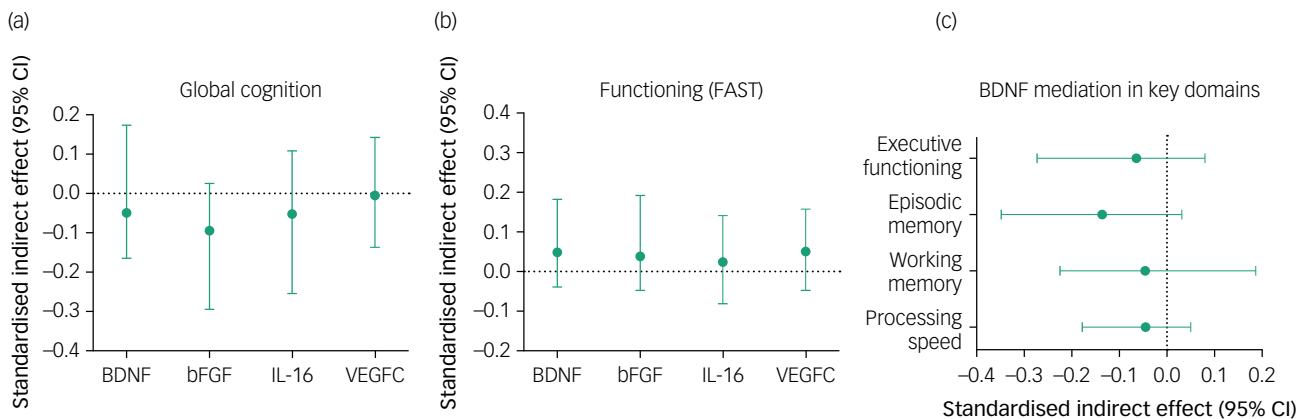 (a)
Standardised indirect effect (95% CI)
Global cognition
0.2
0.1
0.0
–0.1
–0.2
–0.3
–0.4
BDNF bFGF IL-16 VEGFC
(b)
Standardised indirect effect (95% CI)
Functioning (FAST)
0.4
0.3
0.2
0.1
0.0
–0.1
–0.2
BDNF bFGF IL-16 VEGFC
(c)
BDNF mediation in key domains
Executive
functioning
Episodic
memory
Working
memory
Processing
speed
–0.4 –0.3 –0.2 –0.1 0.0 0.1 0.2
Standardised indirect effect (95% CI)